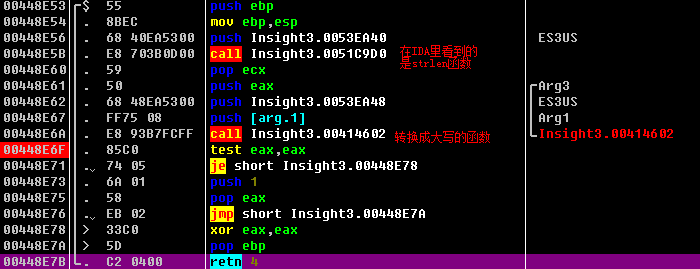 00448E53 $ 55 push ebp
00448E54 . 8BEC mov ebp,esp
00448E56 . 68 40EA5300 push Insight3.0053EA40 ES3US
00448E5B . E8 703B0D00 call Insight3.0051C9D0 在IDA里看到的
是strlen函数
00448E60 . 59 pop ecx
00448E61 . 50 push eax Arg3
00448E62 . 68 48EA5300 push Insight3.0053EA48 ES3US
00448E67 . FF75 08 push [arg.1] Arg1
00448E6A . E8 93B7FCFF call Insight3.00414602 转换成大写的函数 Insight3.00414602
00448E6F . 85C0 test eax,eax
00448E71 . 74 05 je short Insight3.00448E78
00448E73 . 6A 01 push 1
00448E75 . 58 pop eax
00448E76 . EB 02 jmp short Insight3.00448E7A
00448E78 > 33C0 xor eax,eax
00448E7A > 5D pop ebp
00448E7B . C2 0400 retn 4